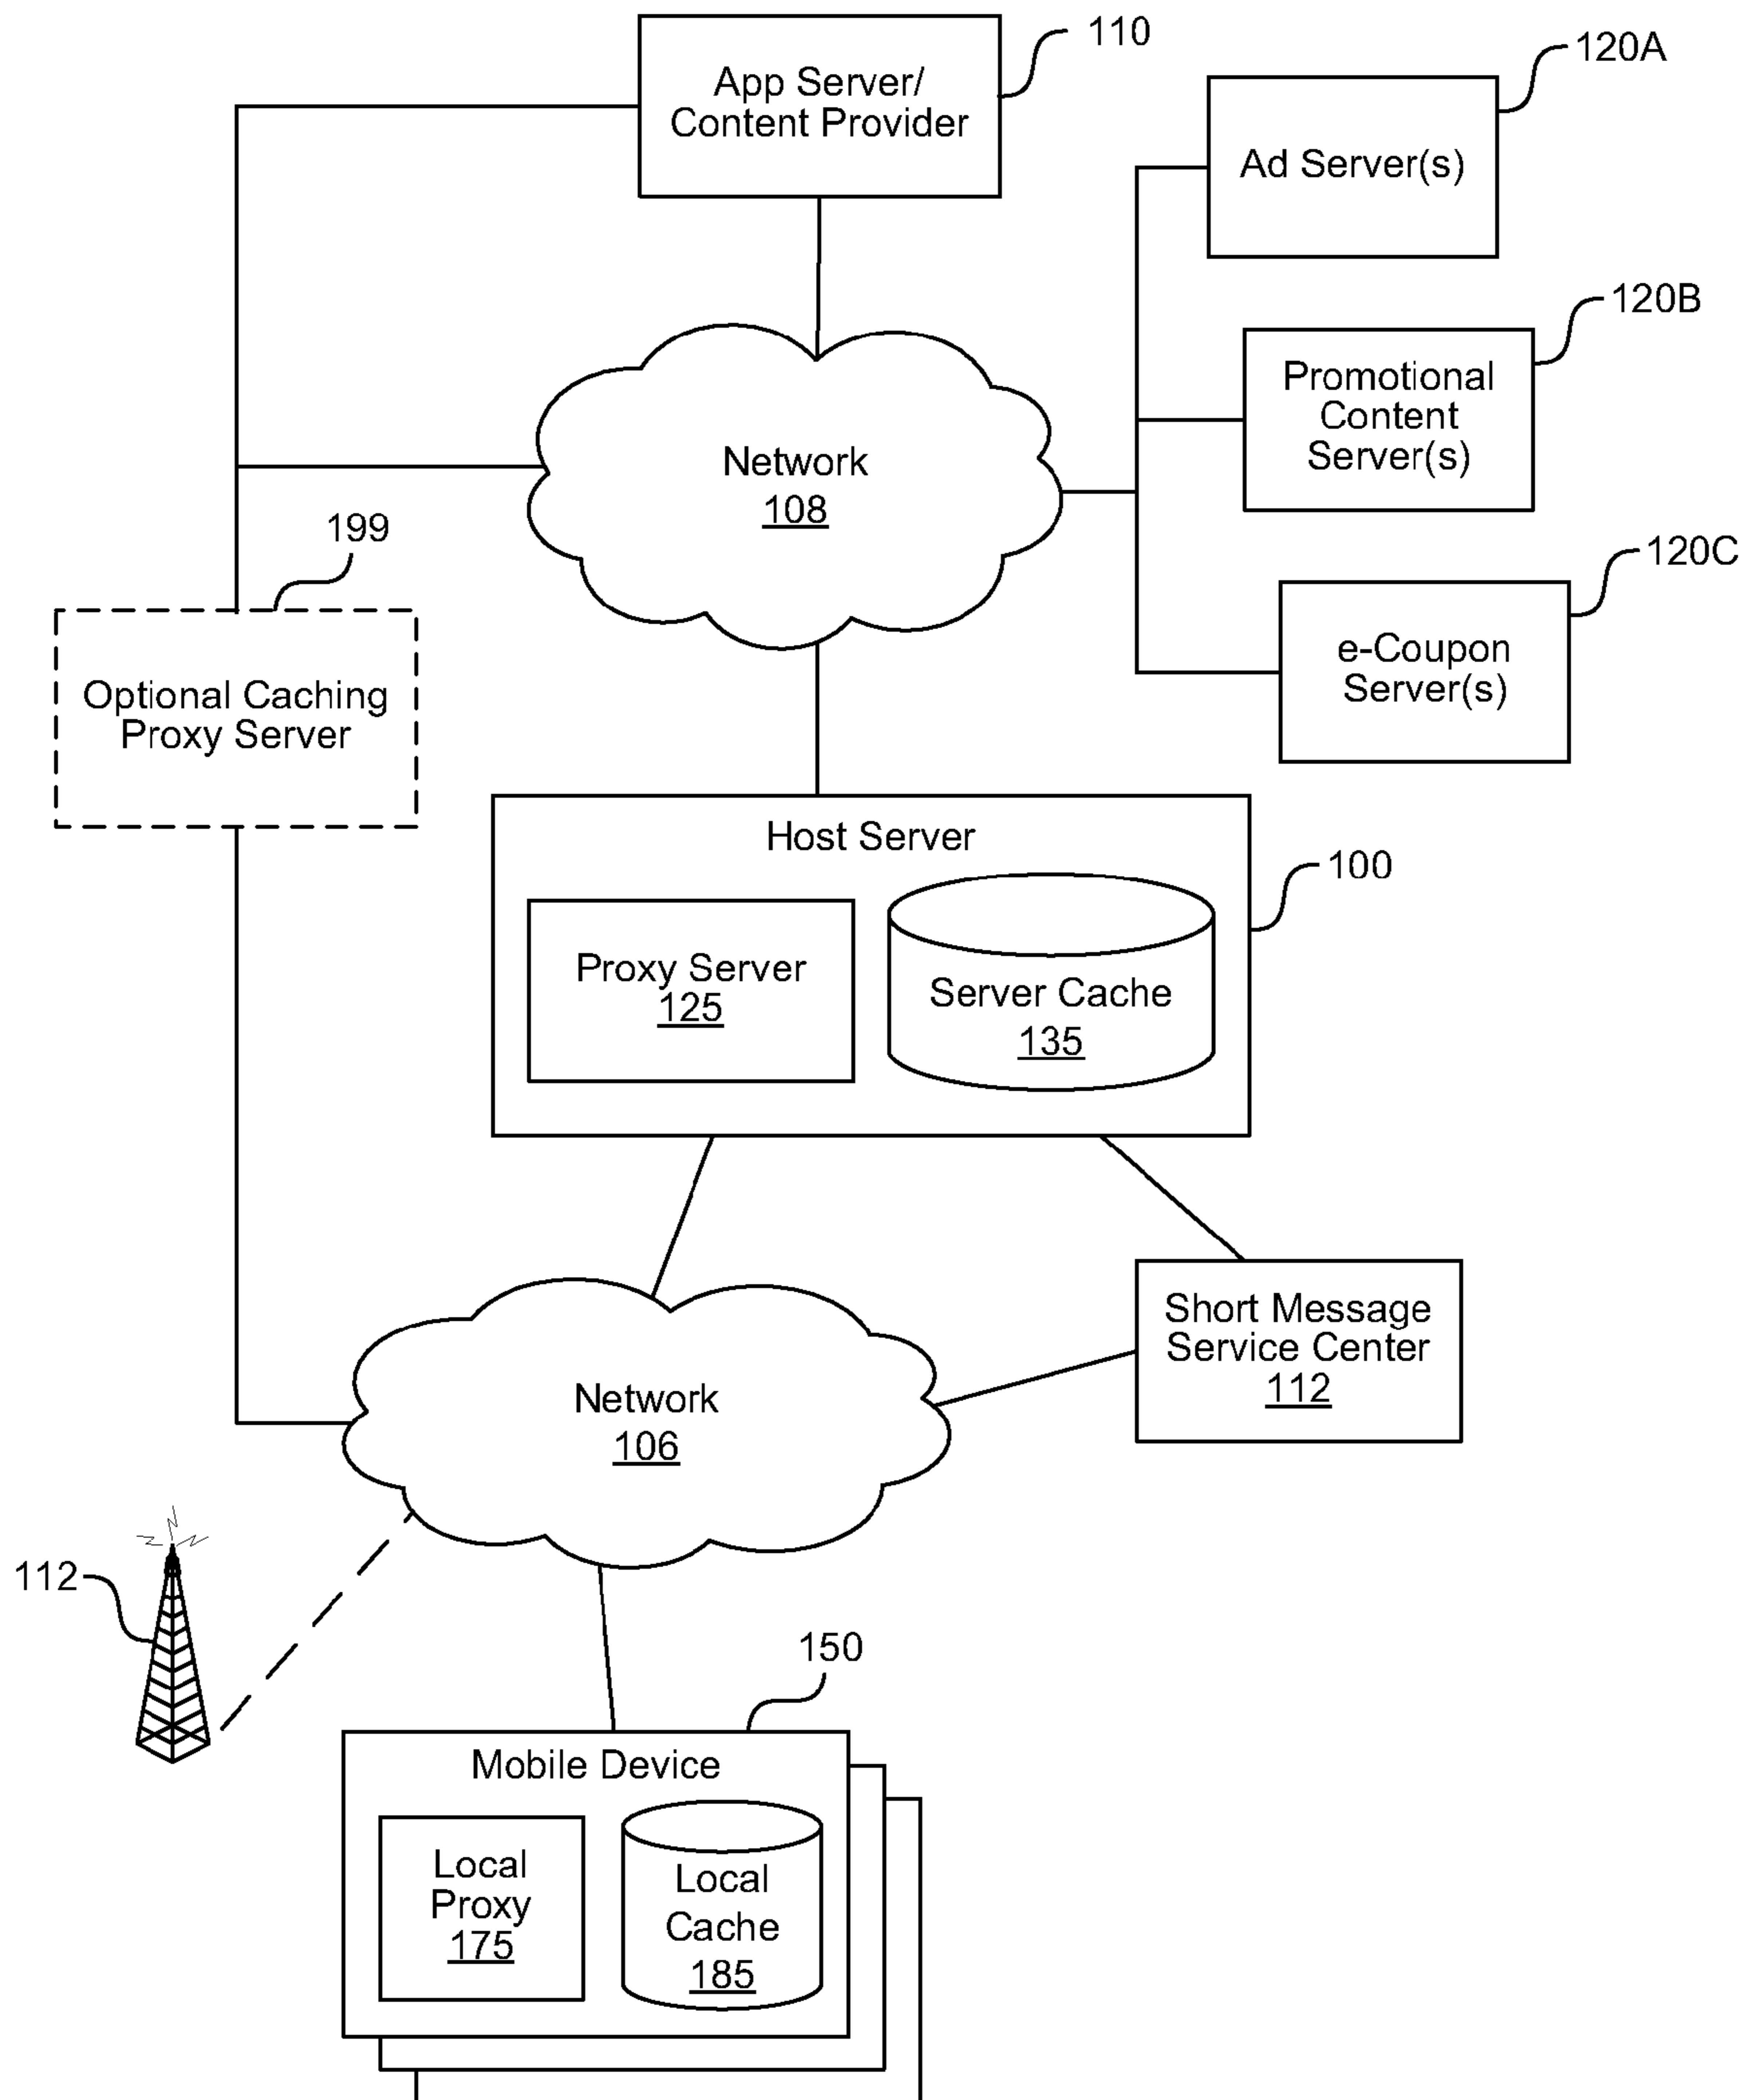 110
App Server/
Content Provider
120A
Ad Server(s)
120B
Promotional
Content
Server(s)
Network
108
199
120C
e-Coupon
Server(s)
Optional Caching
Proxy Server
Host Server
100
Proxy Server
125
Server Cache
135
Short Message
Service Center
112
Network
106
112
150
Mobile Device
Local
Proxy
175
Local
Cache
185